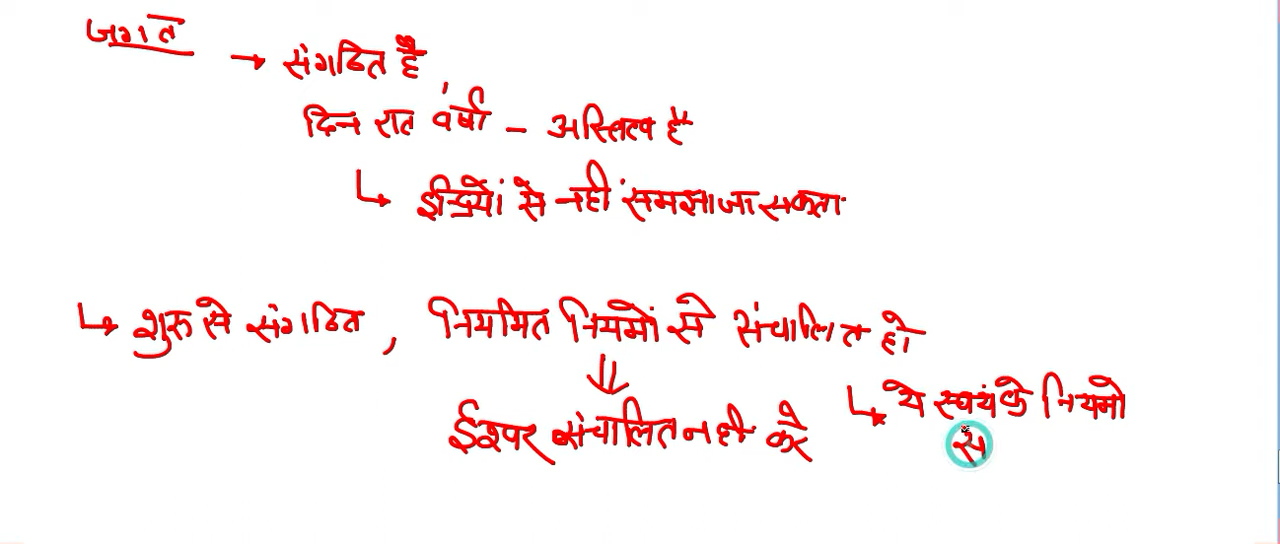 जगत
→ संगठित है,
दिन रात वर्षा – अस्तित्व है
↳ इन्द्रियों से नहीं समझा जा सकता
↳ शुरू से संगठित, नियमित नियमों से संचालित हो
⇓
ईश्वर संचालित नही करे
↳ ये स्वयं के नियमो
से